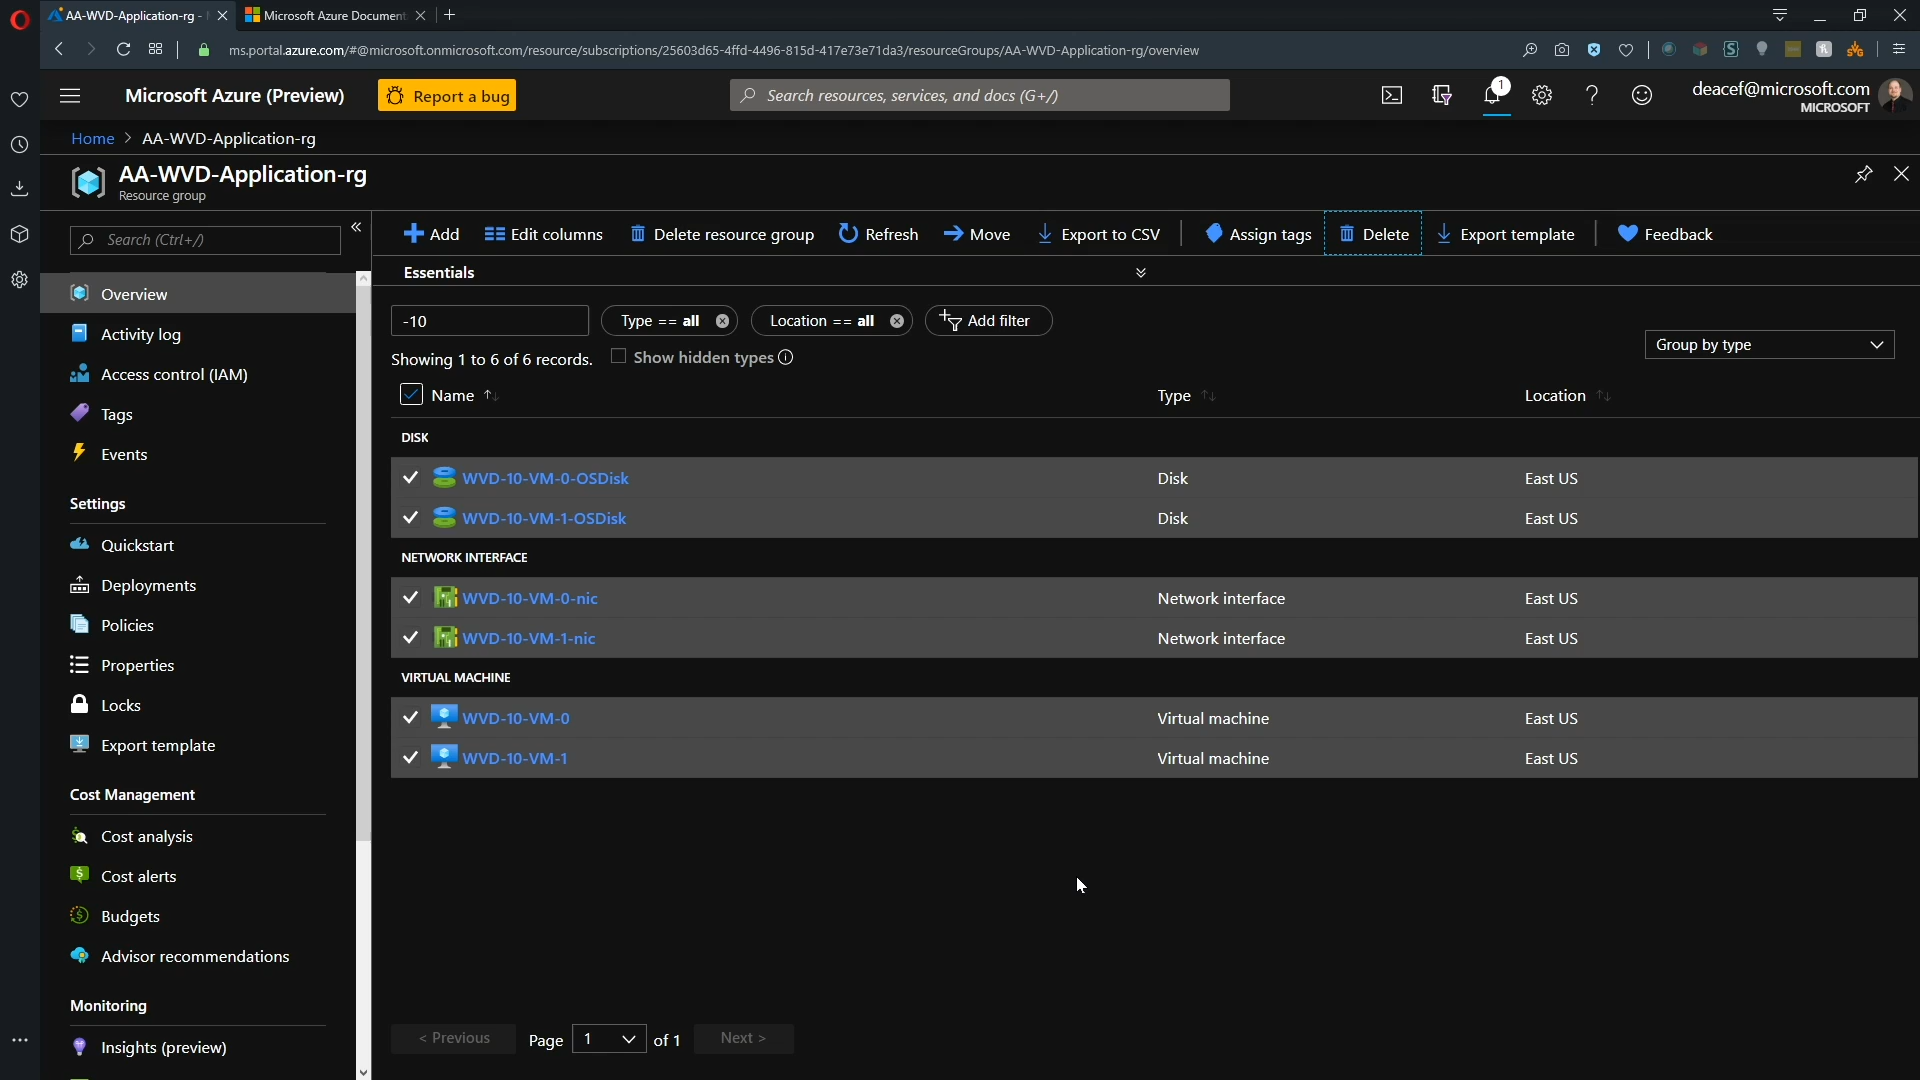 AA-WVD-Application-rg -
Microsoft Azure Document
ms.portal.azure.com/#@microsoft.onmicrosoft.com/resource/subscriptions/25603d65-4ffd-4496-815d-417e73e71da3/resourceGroups/AA-WVD-Application-rg/overview
Microsoft Azure (Preview)
Report a bug
Search resources, services, and docs (G+/)
1
deacef@microsoft.com
MICROSOFT
Home > AA-WVD-Application-rg
AA-WVD-Application-rg
Resource group
Search (Ctrl+/)
Overview
Activity log
Access control (IAM)
Tags
Events
Settings
Quickstart
Deployments
Policies
Properties
Locks
Export template
Cost Management
Cost analysis
Cost alerts
Budgets
Advisor recommendations
Monitoring
Insights (preview)
Add Edit columns Delete resource group Refresh Move Export to CSV Assign tags Delete Export template Feedback
Essentials
-10 Type == all Location == all Add filter
Showing 1 to 6 of 6 records. Show hidden types
Group by type
Name Type Location
DISK
WVD-10-VM-0-OSDisk Disk East US
WVD-10-VM-1-OSDisk Disk East US
NETWORK INTERFACE
WVD-10-VM-0-nic Network interface East US
WVD-10-VM-1-nic Network interface East US
VIRTUAL MACHINE
WVD-10-VM-0 Virtual machine East US
WVD-10-VM-1 Virtual machine East US
< Previous Page 1 of 1 Next >